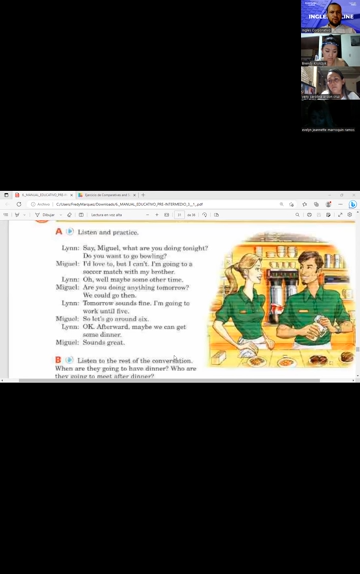 INGLÉS ONLINE
A Listen and practice.
Lynn: Say, Miguel, what are you doing tonight?
Do you want to go bowling?
Miguel: I'd love to, but I can't. I'm going to a
soccer match with my brother.
Lynn: Oh, well maybe some other time.
Miguel: Are you doing anything tomorrow?
We could go then.
Lynn: Tomorrow sounds fine. I'm going to
work until five.
Miguel: So let's go around six.
Lynn: OK. Afterward, maybe we can get
some dinner.
Miguel: Sounds great.
B Listen to the rest of the conversation.
When are they going to have dinner? Who are
they going to meet after dinner?